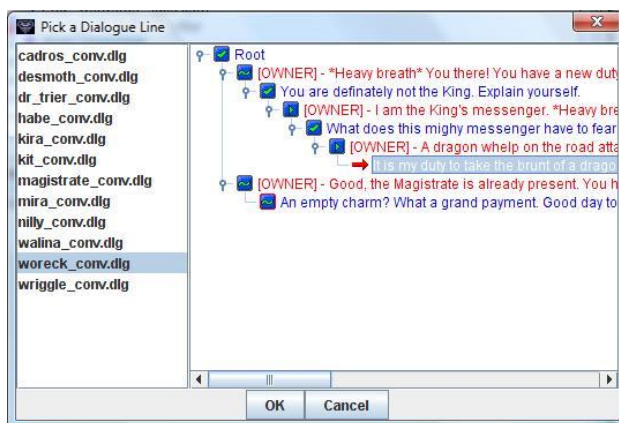 Pick a Dialogue Line
cadros_conv.dlg
desmoth_conv.dlg
dr_trier_conv.dlg
habe_conv.dlg
kira_conv.dlg
kit_conv.dlg
magistrate_conv.dlg
mira_conv.dlg
nilly_conv.dlg
walina_conv.dlg
woreck_conv.dlg
wriggle_conv.dlg
Root
[OWNER] - *Heavy breath* You there! You have a new duty
You are definately not the King. Explain yourself.
[OWNER] - I am the King's messenger. *Heavy bre
What does this mighy messenger have to fear
[OWNER] - A dragon whelp on the road atta
It is my duty to take the brunt of a drago
[OWNER] - Good, the Magistrate is already present. You h
An empty charm? What a grand payment. Good day to
OK Cancel